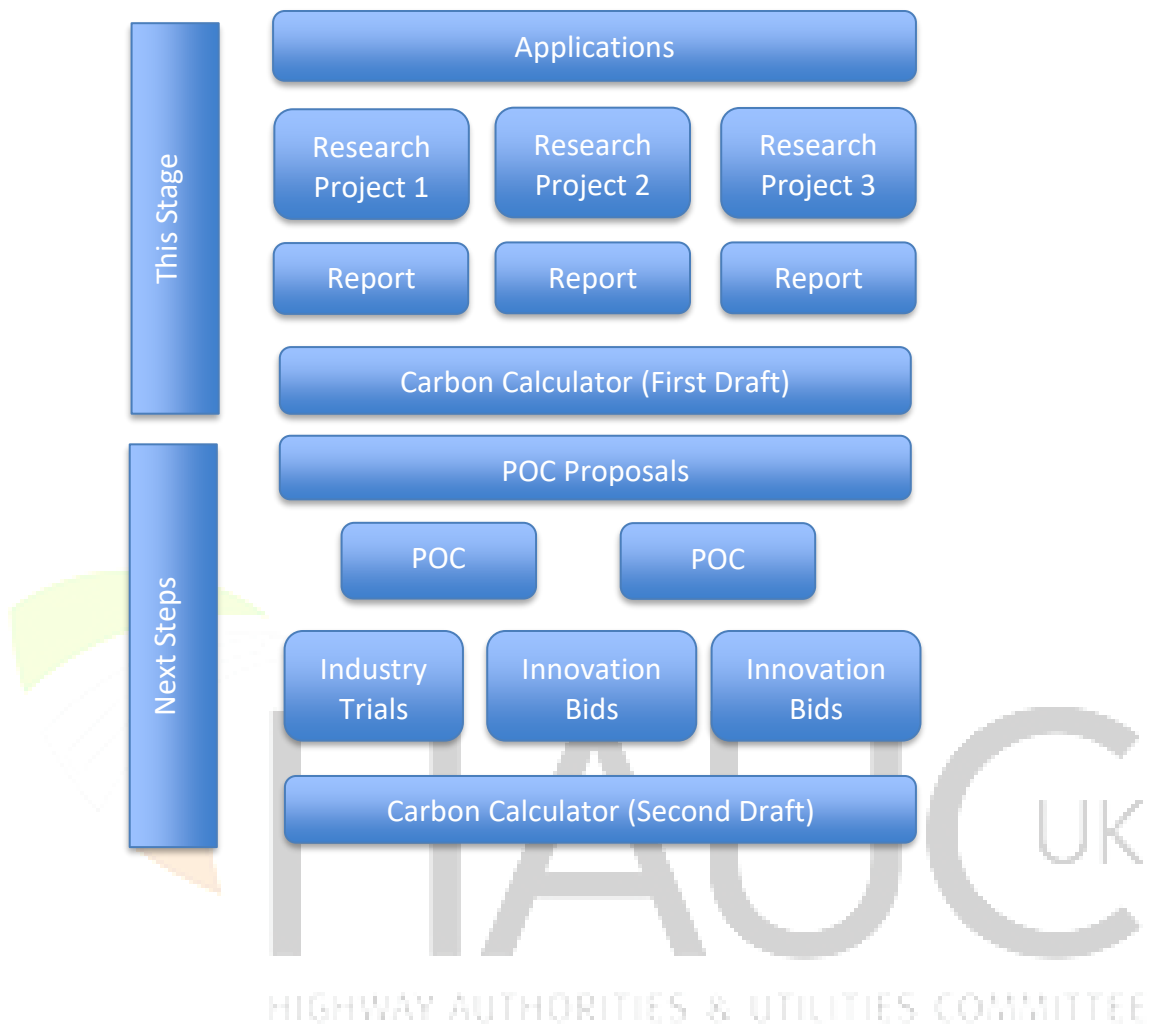 This Stage
Applications
Research
Project 1
Research
Project 2
Research
Project 3
Report
Report
Report
Carbon Calculator (First Draft)
Next Steps
POC Proposals
POC
POC
Industry
Trials
Innovation
Bids
Innovation
Bids
Carbon Calculator (Second Draft)
HAUC
UK
HIGHWAY AUTHORITIES & UTILITIES COMMITTEE